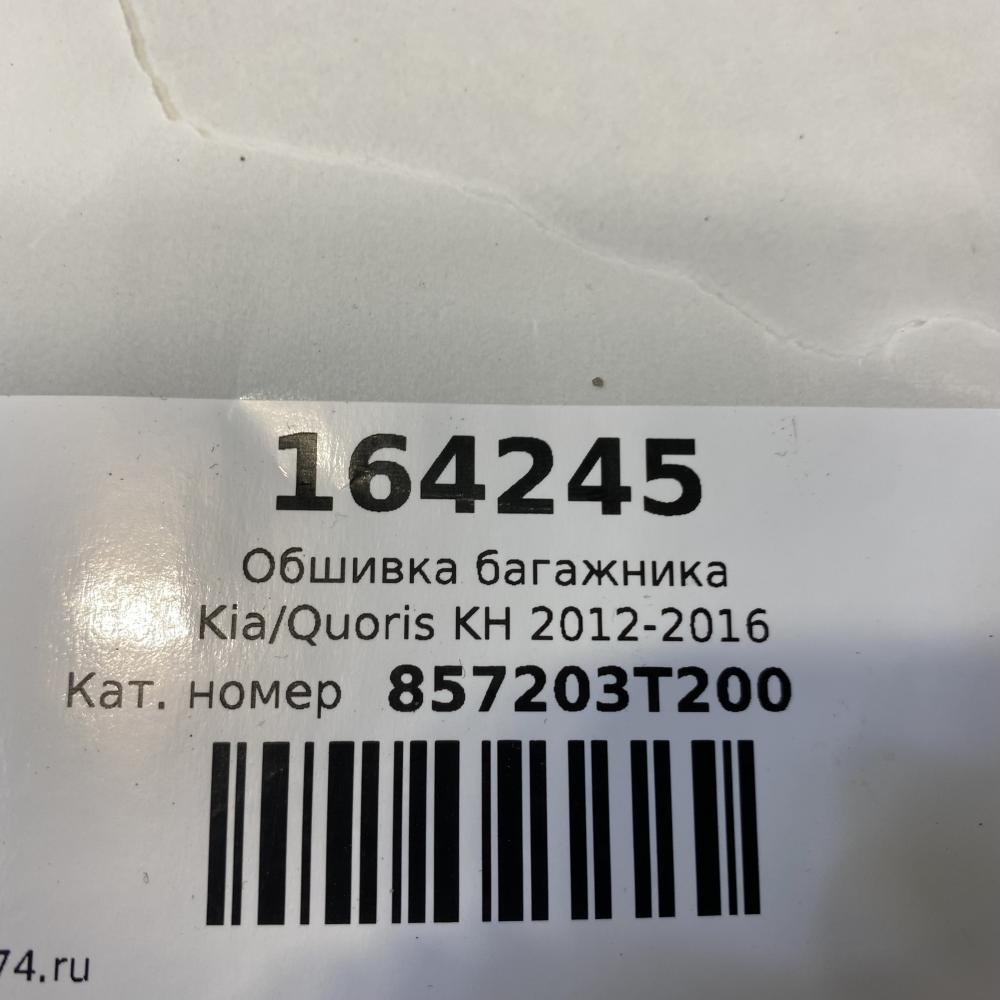 164245
Обшивка багажника
Kia/Quoris KH 2012-2016
Кат. номер 857203T200
74.ru